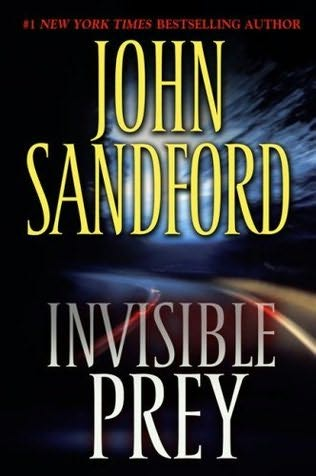 #1 NEW YORK TIMES BESTSELLING AUTHOR
JOHN
SANDFORD
INVISIBLE
PREY